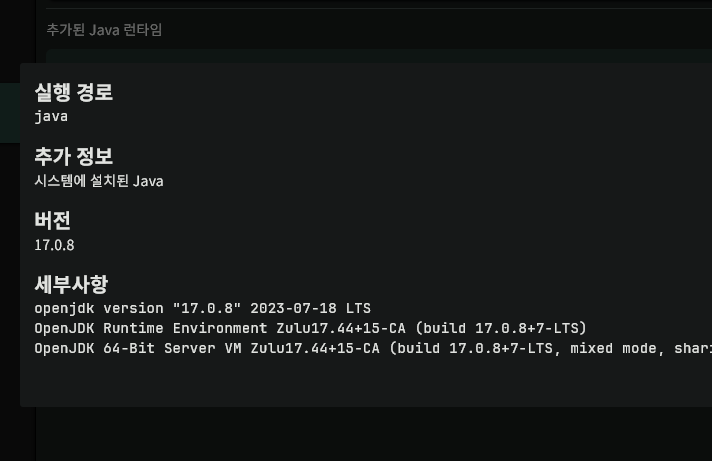 추가된 Java 런타임
실행 경로
java
추가 정보
시스템에 설치된 Java
버전
17.0.8
세부사항
openjdk version "17.0.8" 2023-07-18 LTS
OpenJDK Runtime Environment Zulu17.44+15-CA (build 17.0.8+7-LTS)
OpenJDK 64-Bit Server VM Zulu17.44+15-CA (build 17.0.8+7-LTS, mixed mode, shari